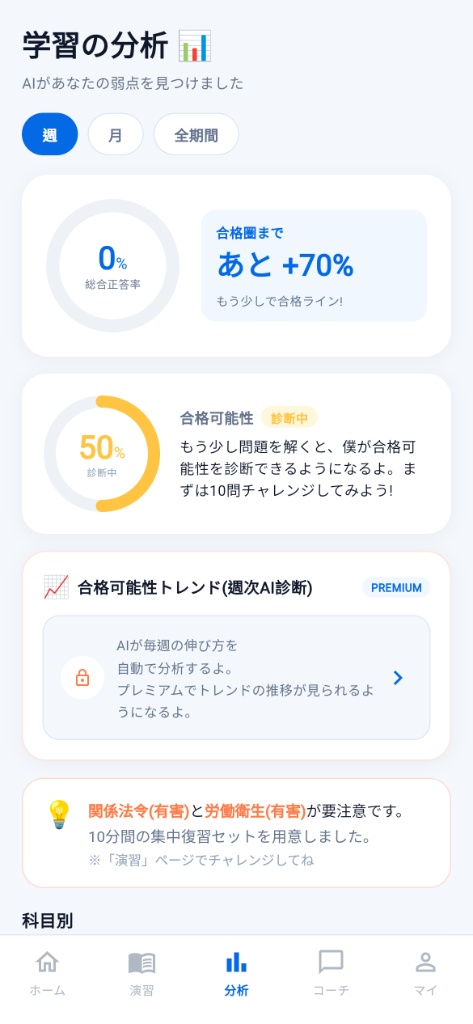 学習の分析 📊
AIがあなたの弱点を見つけました
週 月 全期間
0%
総合正答率
合格圏まで
あと +70%
もう少しで合格ライン!
50%
診断中
合格可能性 診断中
もう少し問題を解くと、僕が合格可
能性を診断できるようになるよ。ま
ずは10問チャレンジしてみよう!
📈 合格可能性トレンド(週次AI診断) PREMIUM
AIが毎週の伸び方を
自動で分析するよ。
プレミアムでトレンドの推移が見られるよ
うになるよ。
💡 関係法令(有害)と労働衛生(有害)が要注意です。
10分間の集中復習セットを用意しました。
※「演習」ページでチャレンジしてね
科目別
ホーム 演習 分析 コーチ マイ